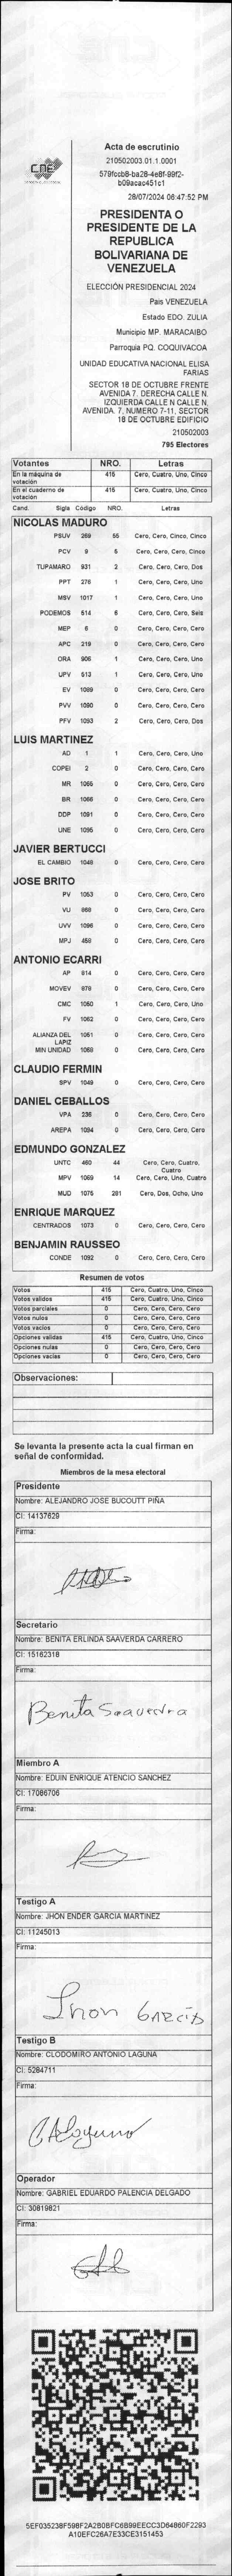 CNE
Acta de escrutinio
210502003.01.1.0001
579fccb8-ba28-4e8f-99f2-
b09acac451c1
28/07/2024 06:47:52 PM
PRESIDENTA O
PRESIDENTE DE LA
REPUBLICA
BOLIVARIANA DE
VENEZUELA
ELECCIÓN PRESIDENCIAL 2024
Pais VENEZUELA
Estado EDO. ZULIA
Municipio MP. MARACAIBO
Parroquia PQ. COQUIVACOA
UNIDAD EDUCATIVA NACIONAL ELISA
FARIAS
SECTOR 18 DE OCTUBRE FRENTE
AVENIDA 7. DERECHA CALLE N.
IZQUIERDA CALLE N CALLE N,
AVENIDA. 7, NUMERO 7-11, SECTOR
18 DE OCTUBRE EDIFICIO
210502003
795 Electores
Votantes NRO. Letras
En la máquina de votación 415 Cero, Cuatro, Uno, Cinco
En el cuaderno de votación 415 Cero, Cuatro, Uno, Cinco
Cand. Sigla Código NRO. Letras
NICOLAS MADURO
PSUV 269 55 Cero, Cero, Cinco, Cinco
PCV 9 5 Cero, Cero, Cero, Cinco
TUPAMARO 931 2 Cero, Cero, Cero, Dos
PPT 276 1 Cero, Cero, Cero, Uno
MSV 1017 1 Cero, Cero, Cero, Uno
PODEMOS 514 6 Cero, Cero, Cero, Seis
MEP 6 0 Cero, Cero, Cero, Cero
APC 219 0 Cero, Cero, Cero, Cero
ORA 906 1 Cero, Cero, Cero, Uno
UPV 513 1 Cero, Cero, Cero, Uno
EV 1089 0 Cero, Cero, Cero, Cero
PVV 1090 0 Cero, Cero, Cero, Cero
PFV 1093 2 Cero, Cero, Cero, Dos
LUIS MARTINEZ
AD 1 1 Cero, Cero, Cero, Uno
COPEI 2 0 Cero, Cero, Cero, Cero
MR 1065 0 Cero, Cero, Cero, Cero
BR 1066 0 Cero, Cero, Cero, Cero
DDP 1091 0 Cero, Cero, Cero, Cero
UNE 1095 0 Cero, Cero, Cero, Cero
JAVIER BERTUCCI
EL CAMBIO 1048 0 Cero, Cero, Cero, Cero
JOSE BRITO
PV 1053 0 Cero, Cero, Cero, Cero
VU 868 0 Cero, Cero, Cero, Cero
UVV 1096 0 Cero, Cero, Cero, Cero
MPJ 458 0 Cero, Cero, Cero, Cero
ANTONIO ECARRI
AP 914 0 Cero, Cero, Cero, Cero
MOVEV 978 0 Cero, Cero, Cero, Cero
CMC 1050 1 Cero, Cero, Cero, Uno
FV 1052 0 Cero, Cero, Cero, Cero
ALIANZA DEL LAPIZ 1051 0 Cero, Cero, Cero, Cero
MIN UNIDAD 1068 0 Cero, Cero, Cero, Cero
CLAUDIO FERMIN
SPV 1049 0 Cero, Cero, Cero, Cero
DANIEL CEBALLOS
VPA 236 0 Cero, Cero, Cero, Cero
AREPA 1094 0 Cero, Cero, Cero, Cero
EDMUNDO GONZALEZ
UNTC 460 44 Cero, Cero, Cuatro, Cuatro
MPV 1069 14 Cero, Cero, Uno, Cuatro
MUD 1075 281 Cero, Dos, Ocho, Uno
ENRIQUE MARQUEZ
CENTRADOS 1073 0 Cero, Cero, Cero, Cero
BENJAMIN RAUSSEO
CONDE 1092 0 Cero, Cero, Cero, Cero
Resumen de votos
Votos 415 Cero, Cuatro, Uno, Cinco
Votos validos 415 Cero, Cuatro, Uno, Cinco
Votos parciales 0 Cero, Cero, Cero, Cero
Votos nulos 0 Cero, Cero, Cero, Cero
Votos vacios 0 Cero, Cero, Cero, Cero
Opciones validas 415 Cero, Cuatro, Uno, Cinco
Opciones nulas 0 Cero, Cero, Cero, Cero
Opciones vacias 0 Cero, Cero, Cero, Cero
Observaciones:
Se levanta la presente acta la cual firman en
señal de conformidad.
Miembros de la mesa electoral
Presidente
Nombre: ALEJANDRO JOSE BUCOUTT PIÑA
CI: 14137629
Firma:
Secretario
Nombre: BENITA ERLINDA SAAVERDA CARRERO
CI: 15162318
Firma:
Benita Saaverdra
Miembro A
Nombre: EDUIN ENRIQUE ATENCIO SANCHEZ
CI: 17086706
Firma:
Testigo A
Nombre: JHON ENDER GARCIA MARTINEZ
CI: 11245013
Firma:
Jhon GARCIA
Testigo B
Nombre: CLODOMIRO ANTONIO LAGUNA
CI: 5284711
Firma:
Operador
Nombre: GABRIEL EDUARDO PALENCIA DELGADO
CI: 30819821
Firma:
5EF035238F598F2A2B0BFC6B99EECC3D64860F2293
A10EFC26A7E33CE3151453